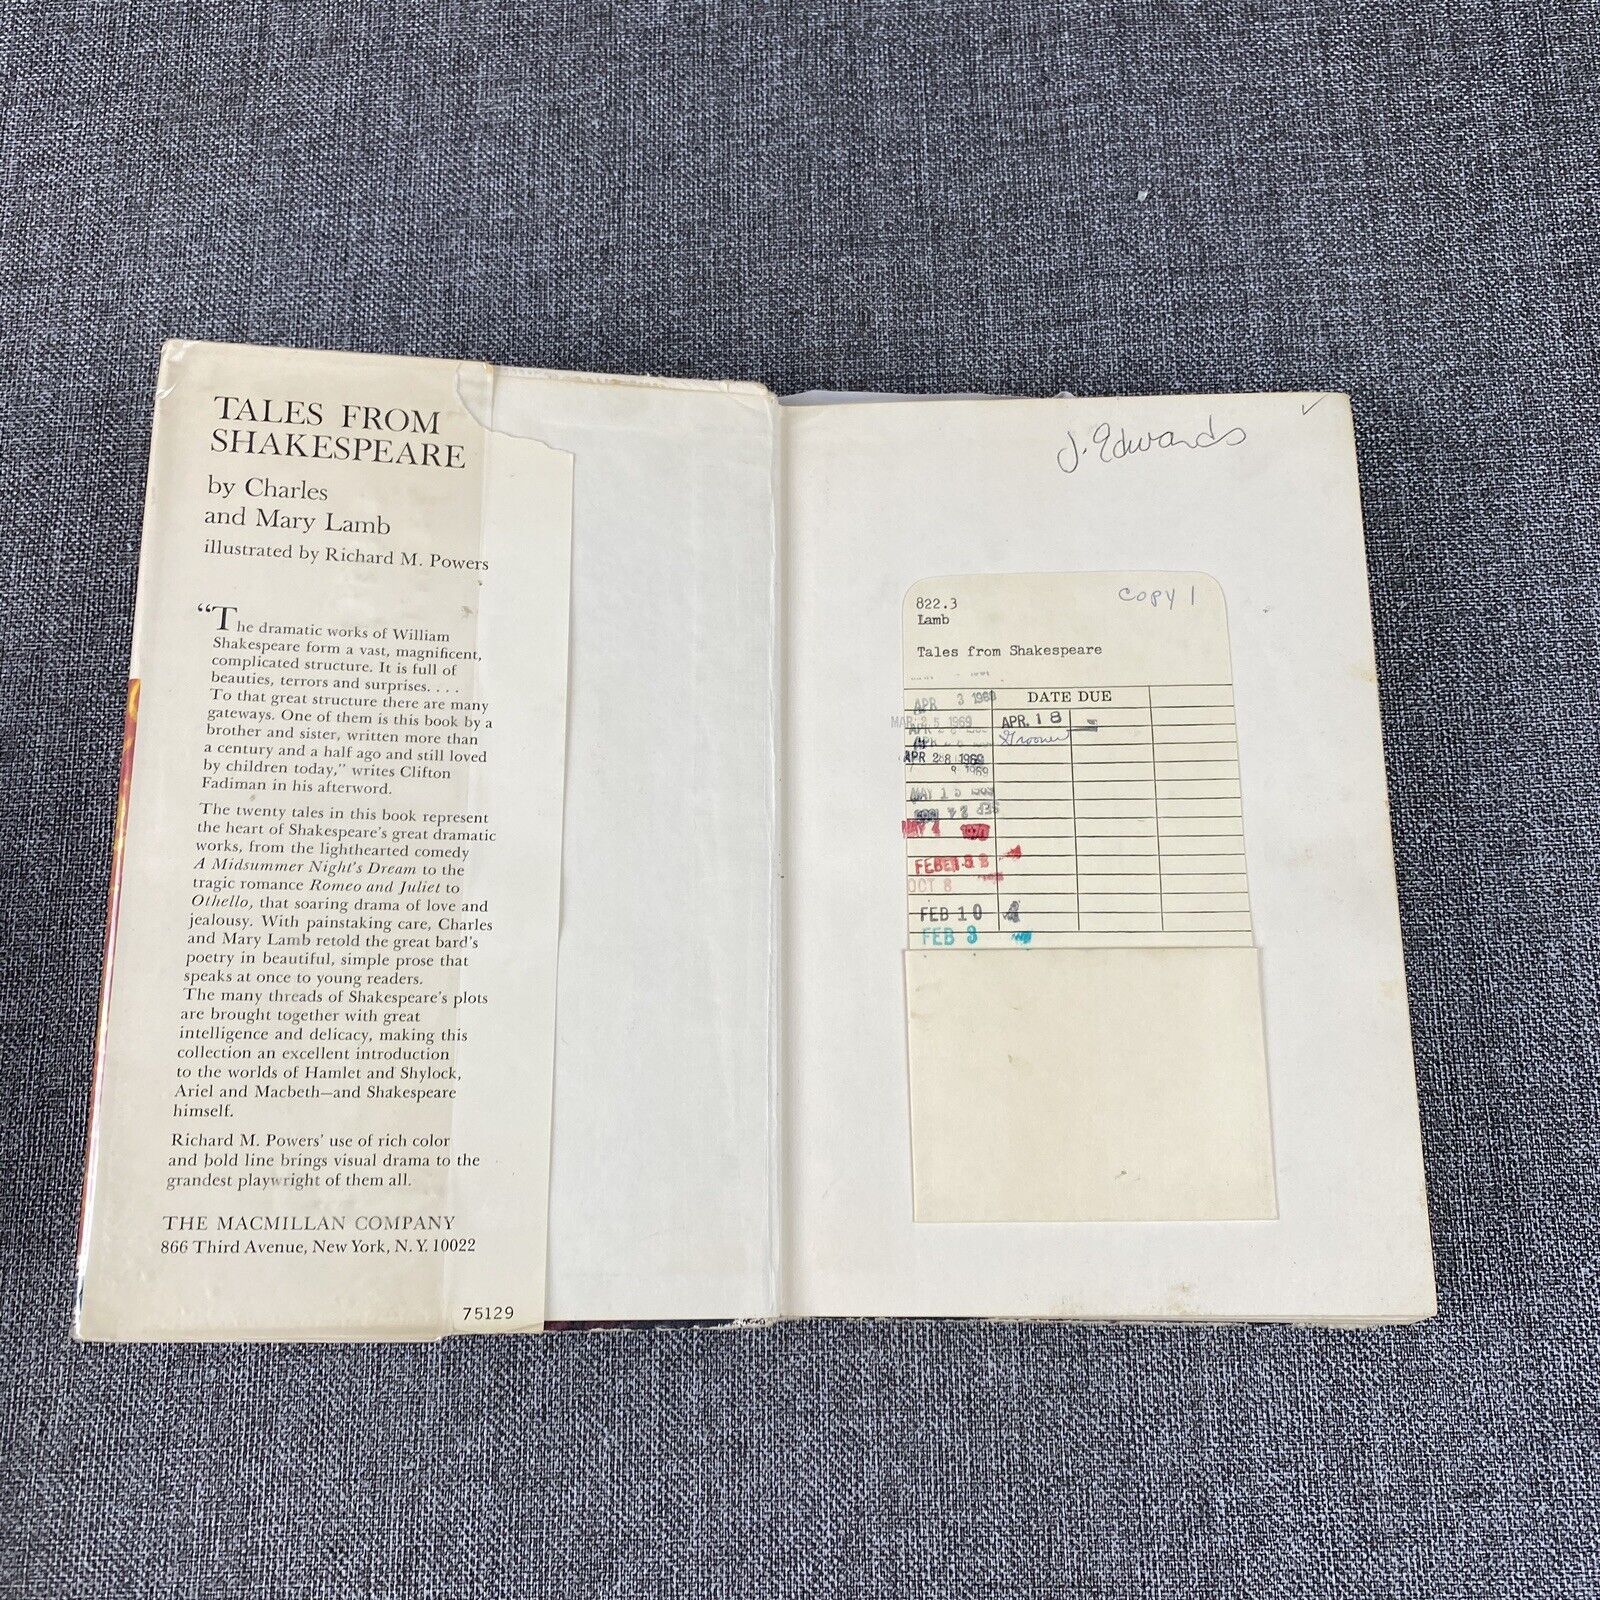 TALES FROM
SHAKESPEARE
by Charles
and Mary Lamb
illustrated by Richard M. Powers
“The dramatic works of William
Shakespeare form a vast, magnificent,
complicated structure. It is full of
beauties, terrors and surprises. . . .
To that great structure there are many
gateways. One of them is this book by a
brother and sister, written more than
a century and a half ago and still loved
by children today,” writes Clifton
Fadiman in his afterword.
The twenty tales in this book represent
the heart of Shakespeare's great dramatic
works, from the lighthearted comedy
A Midsummer Night's Dream to the
tragic romance Romeo and Juliet to
Othello, that soaring drama of love and
jealousy. With painstaking care, Charles
and Mary Lamb retold the great bard's
poetry in beautiful, simple prose that
speaks at once to young readers.
The many threads of Shakespeare's plots
are brought together with great
intelligence and delicacy, making this
collection an excellent introduction
to the worlds of Hamlet and Shylock,
Ariel and Macbeth—and Shakespeare
himself.
Richard M. Powers' use of rich color
and bold line brings visual drama to the
grandest playwright of them all.
THE MACMILLAN COMPANY
866 Third Avenue, New York, N.Y. 10022
75129
J. Edwards
822.3
Lamb
Copy 1
Tales from Shakespeare
DATE DUE
APR 3
MAR 25 1969
APR. 18
APR 28 1969
MAY 15
MAY 4
OCT 8
FEB 10
FEB 3